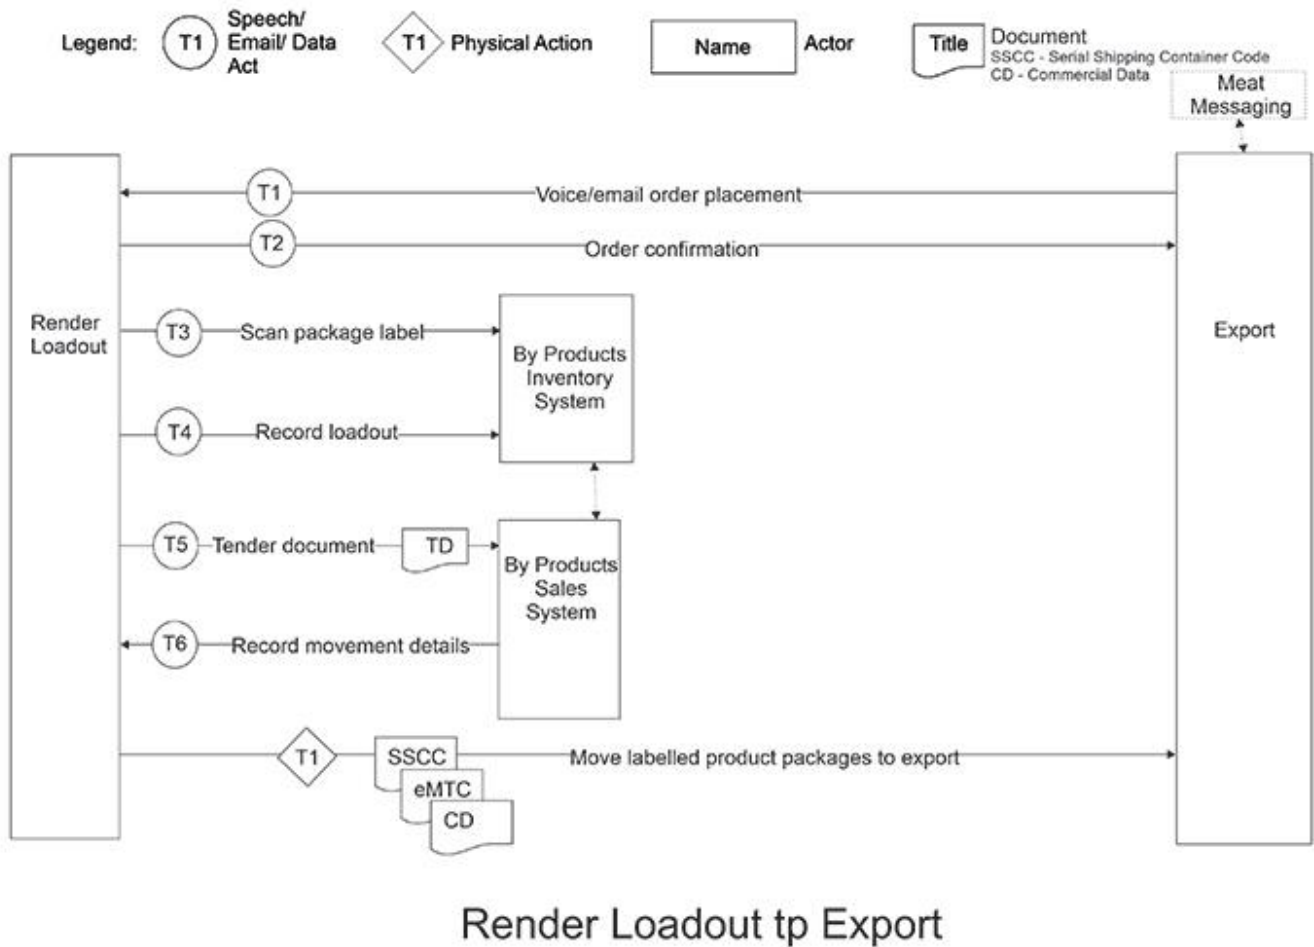 Legend:
T1
Speech/
Email/ Data
Act
T1
Physical Action
Name
Actor
Title
Document
SSCC - Serial Shipping Container Code
CD - Commercial Data
Meat
Messaging
T1
Voice/email order placement
T2
Order confirmation
Render
Loadout
Export
T3
Scan package label
By Products
Inventory
System
T4
Record loadout
T5
Tender document
TD
By Products
Sales
System
T6
Record movement details
T1
SSCC
eMTC
CD
Move labelled product packages to export
Render Loadout tp Export